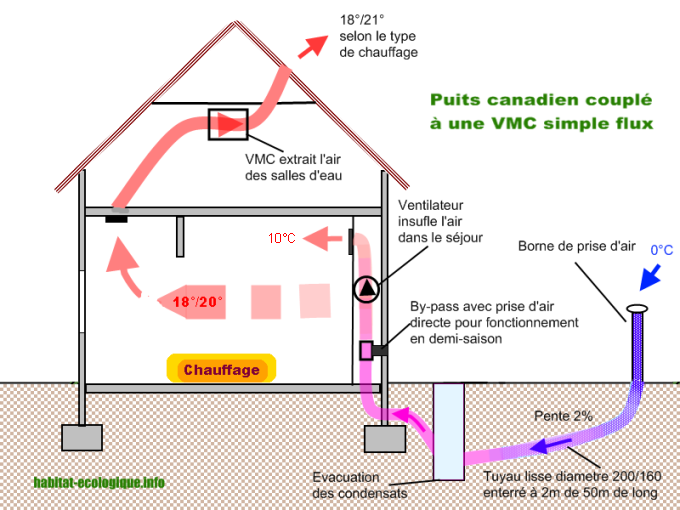 18°/21°
selon le type
de chauffage
Puits canadien couplé
à une VMC simple flux
VMC extrait l'air
des salles d'eau
Ventilateur
insufle l'air
dans le séjour
10°C
Borne de prise d'air
0°C
18°/20°
By-pass avec prise d'air
directe pour fonctionnement
en demi-saison
Chauffage
Pente 2%
Evacuation
des condensats
Tuyau lisse diametre 200/160
enterré à 2m de 50m de long
habitat-ecologique.info